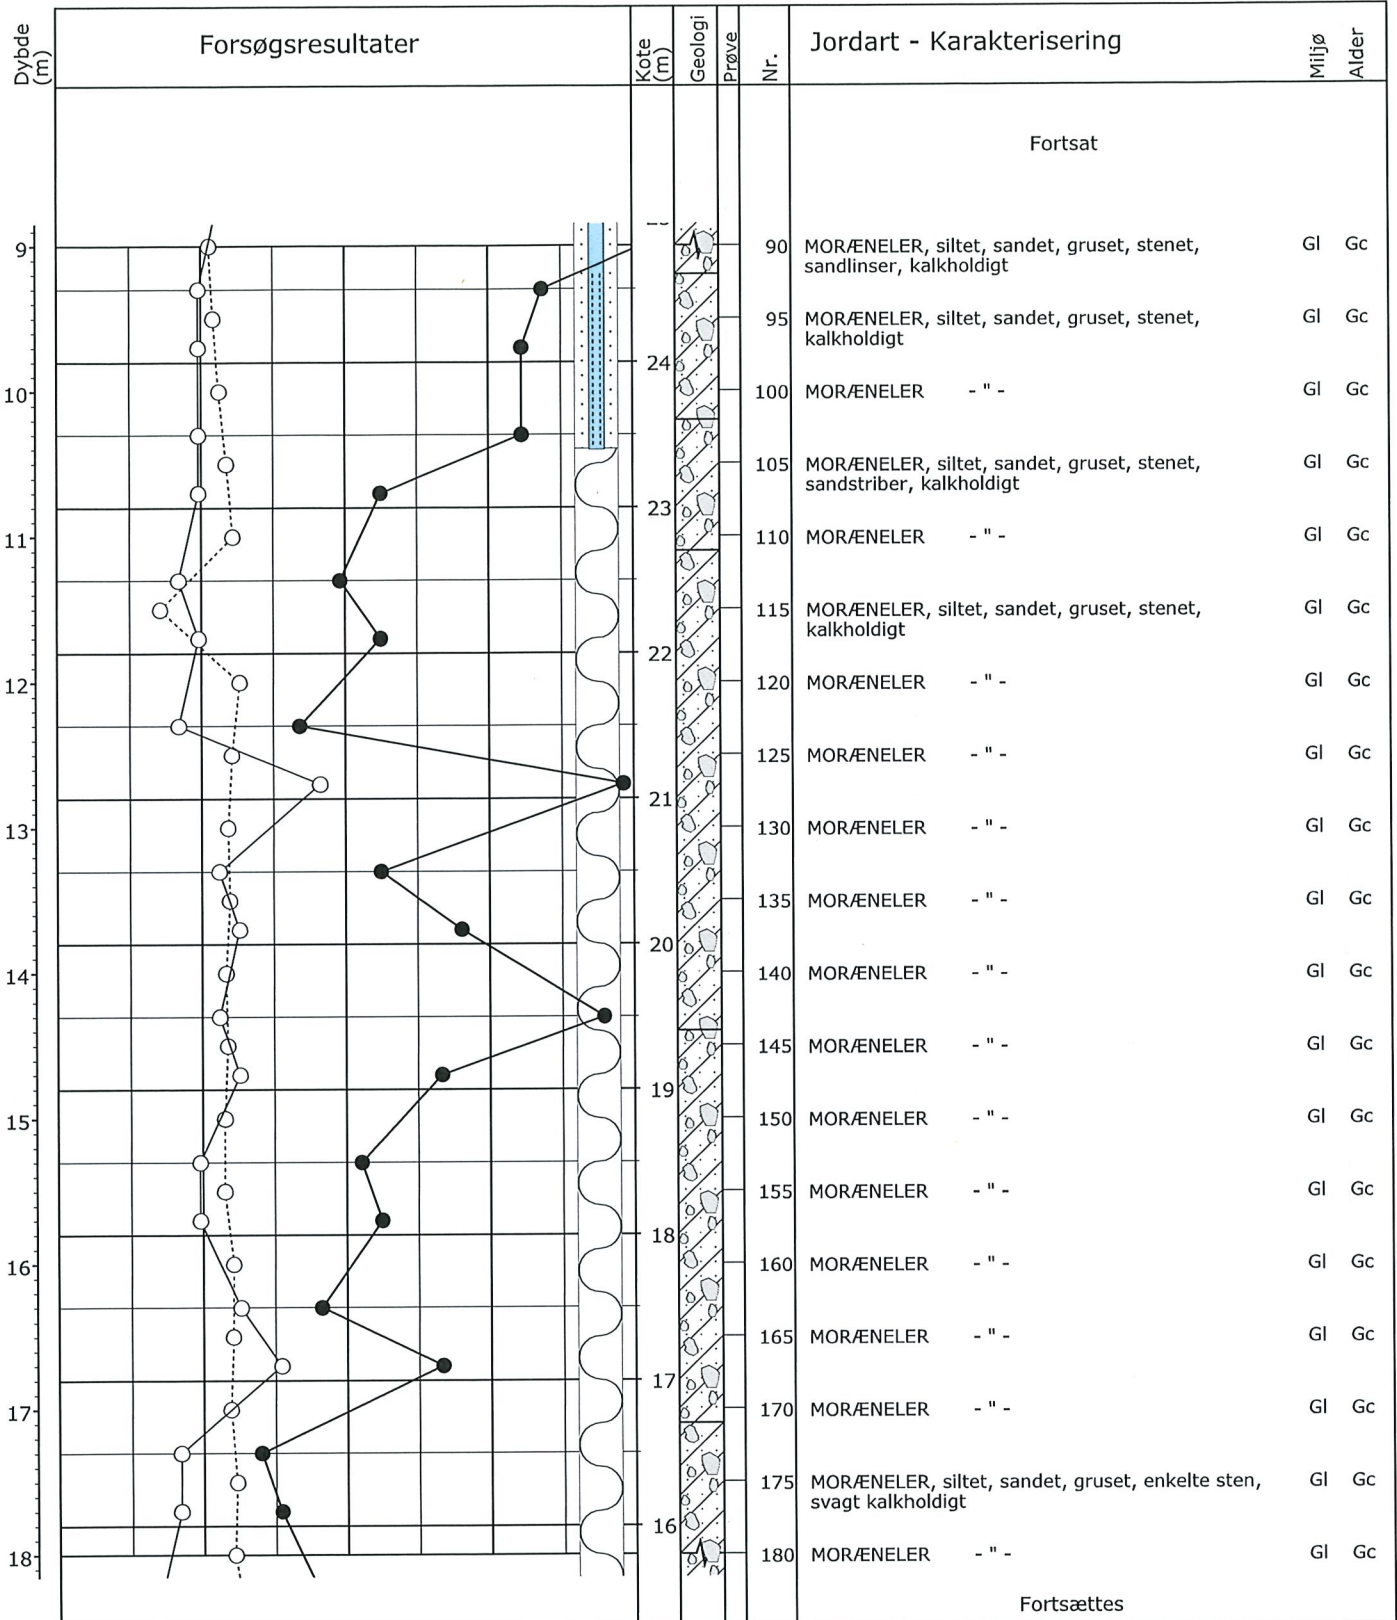 Dybde (m)
Forsøgsresultater
Kote (m)
Geologi
Prøve
Nr.
Jordart - Karakterisering
Miljø
Alder
Fortsat
9
90 MORÆNELER, siltet, sandet, gruset, stenet, Gl Gc
sandlinser, kalkholdigt
95 MORÆNELER, siltet, sandet, gruset, stenet, Gl Gc
kalkholdigt
24
10
100 MORÆNELER - " - Gl Gc
105 MORÆNELER, siltet, sandet, gruset, stenet, Gl Gc
sandstriber, kalkholdigt
23
11
110 MORÆNELER - " - Gl Gc
115 MORÆNELER, siltet, sandet, gruset, stenet, Gl Gc
kalkholdigt
22
12
120 MORÆNELER - " - Gl Gc
125 MORÆNELER - " - Gl Gc
21
13
130 MORÆNELER - " - Gl Gc
135 MORÆNELER - " - Gl Gc
20
14
140 MORÆNELER - " - Gl Gc
145 MORÆNELER - " - Gl Gc
19
15
150 MORÆNELER - " - Gl Gc
155 MORÆNELER - " - Gl Gc
18
16
160 MORÆNELER - " - Gl Gc
165 MORÆNELER - " - Gl Gc
17
17
170 MORÆNELER - " - Gl Gc
175 MORÆNELER, siltet, sandet, gruset, enkelte sten, Gl Gc
svagt kalkholdigt
16
18
180 MORÆNELER - " - Gl Gc
Fortsættes